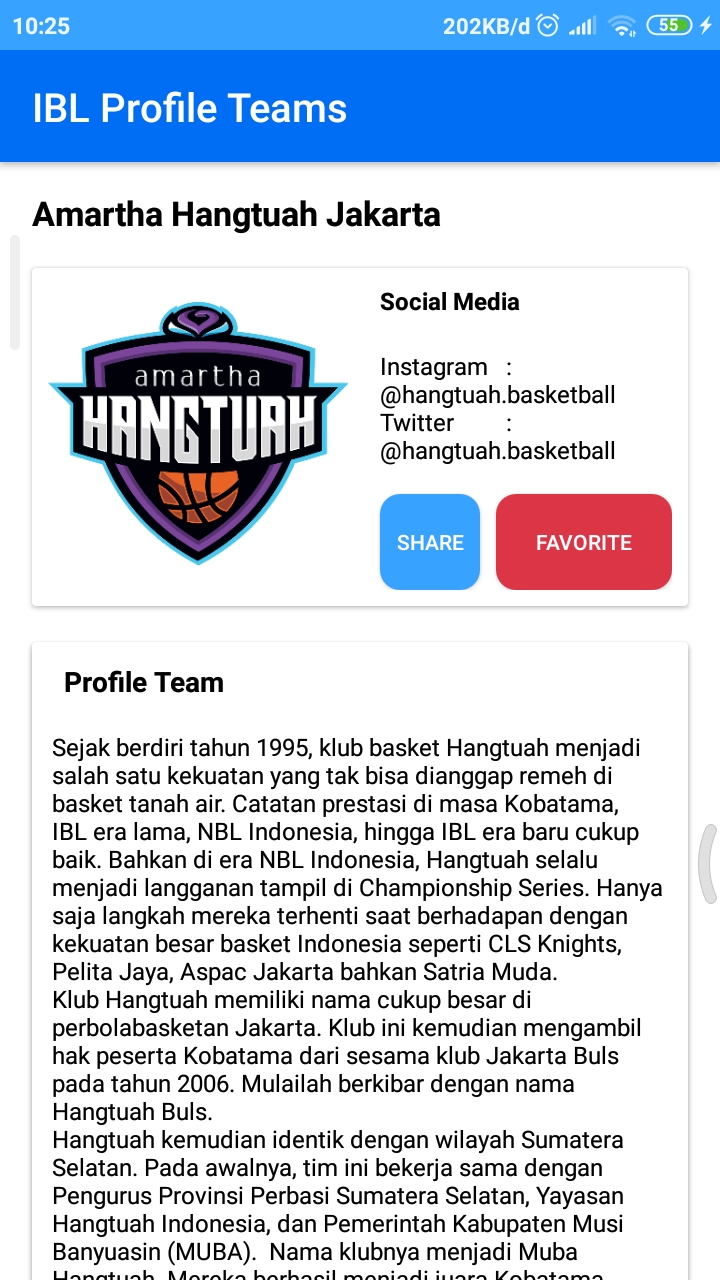 10:25 202KB/d 55
IBL Profile Teams
Amartha Hangtuah Jakarta
amartha
HANGTUAH
Social Media
Instagram :
@hangtuah.basketball
Twitter :
@hangtuah.basketball
SHARE FAVORITE
Profile Team
Sejak berdiri tahun 1995, klub basket Hangtuah menjadi
salah satu kekuatan yang tak bisa dianggap remeh di
basket tanah air. Catatan prestasi di masa Kobatama,
IBL era lama, NBL Indonesia, hingga IBL era baru cukup
baik. Bahkan di era NBL Indonesia, Hangtuah selalu
menjadi langganan tampil di Championship Series. Hanya
saja langkah mereka terhenti saat berhadapan dengan
kekuatan besar basket Indonesia seperti CLS Knights,
Pelita Jaya, Aspac Jakarta bahkan Satria Muda.
Klub Hangtuah memiliki nama cukup besar di
perbolabasketan Jakarta. Klub ini kemudian mengambil
hak peserta Kobatama dari sesama klub Jakarta Buls
pada tahun 2006. Mulailah berkibar dengan nama
Hangtuah Buls.
Hangtuah kemudian identik dengan wilayah Sumatera
Selatan. Pada awalnya, tim ini bekerja sama dengan
Pengurus Provinsi Perbasi Sumatera Selatan, Yayasan
Hangtuah Indonesia, dan Pemerintah Kabupaten Musi
Banyuasin (MUBA).  Nama klubnya menjadi Muba
Hangtuah. Mereka berhasil menjadi juara Kobatama